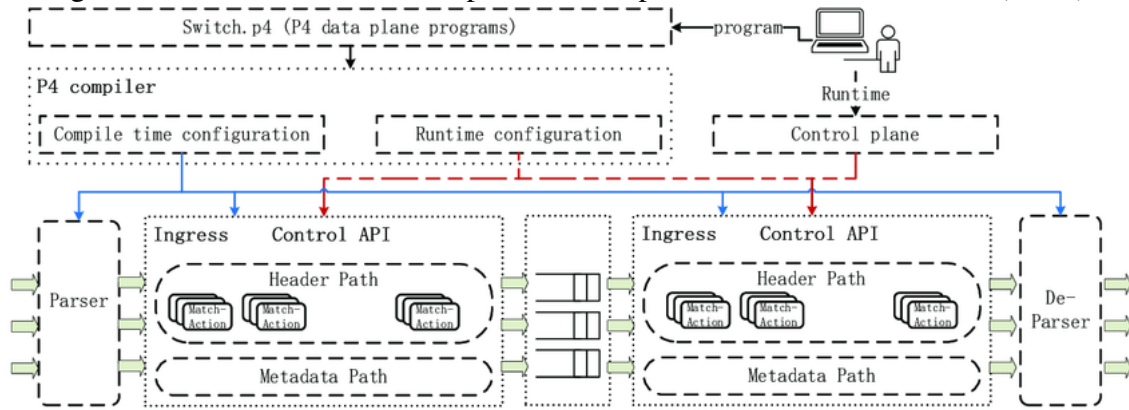 Switch.p4 (P4 data plane programs)
program
P4 compiler
Runtime
Compile time configuration
Runtime configuration
Control plane
Ingress
Control API
Ingress
Control API
Header Path
Header Path
Parser
Match-
Action
Match-
Action
Match-
Action
Match-
Action
Match-
Action
Match-
Action
De-
Parser
Metadata Path
Metadata Path